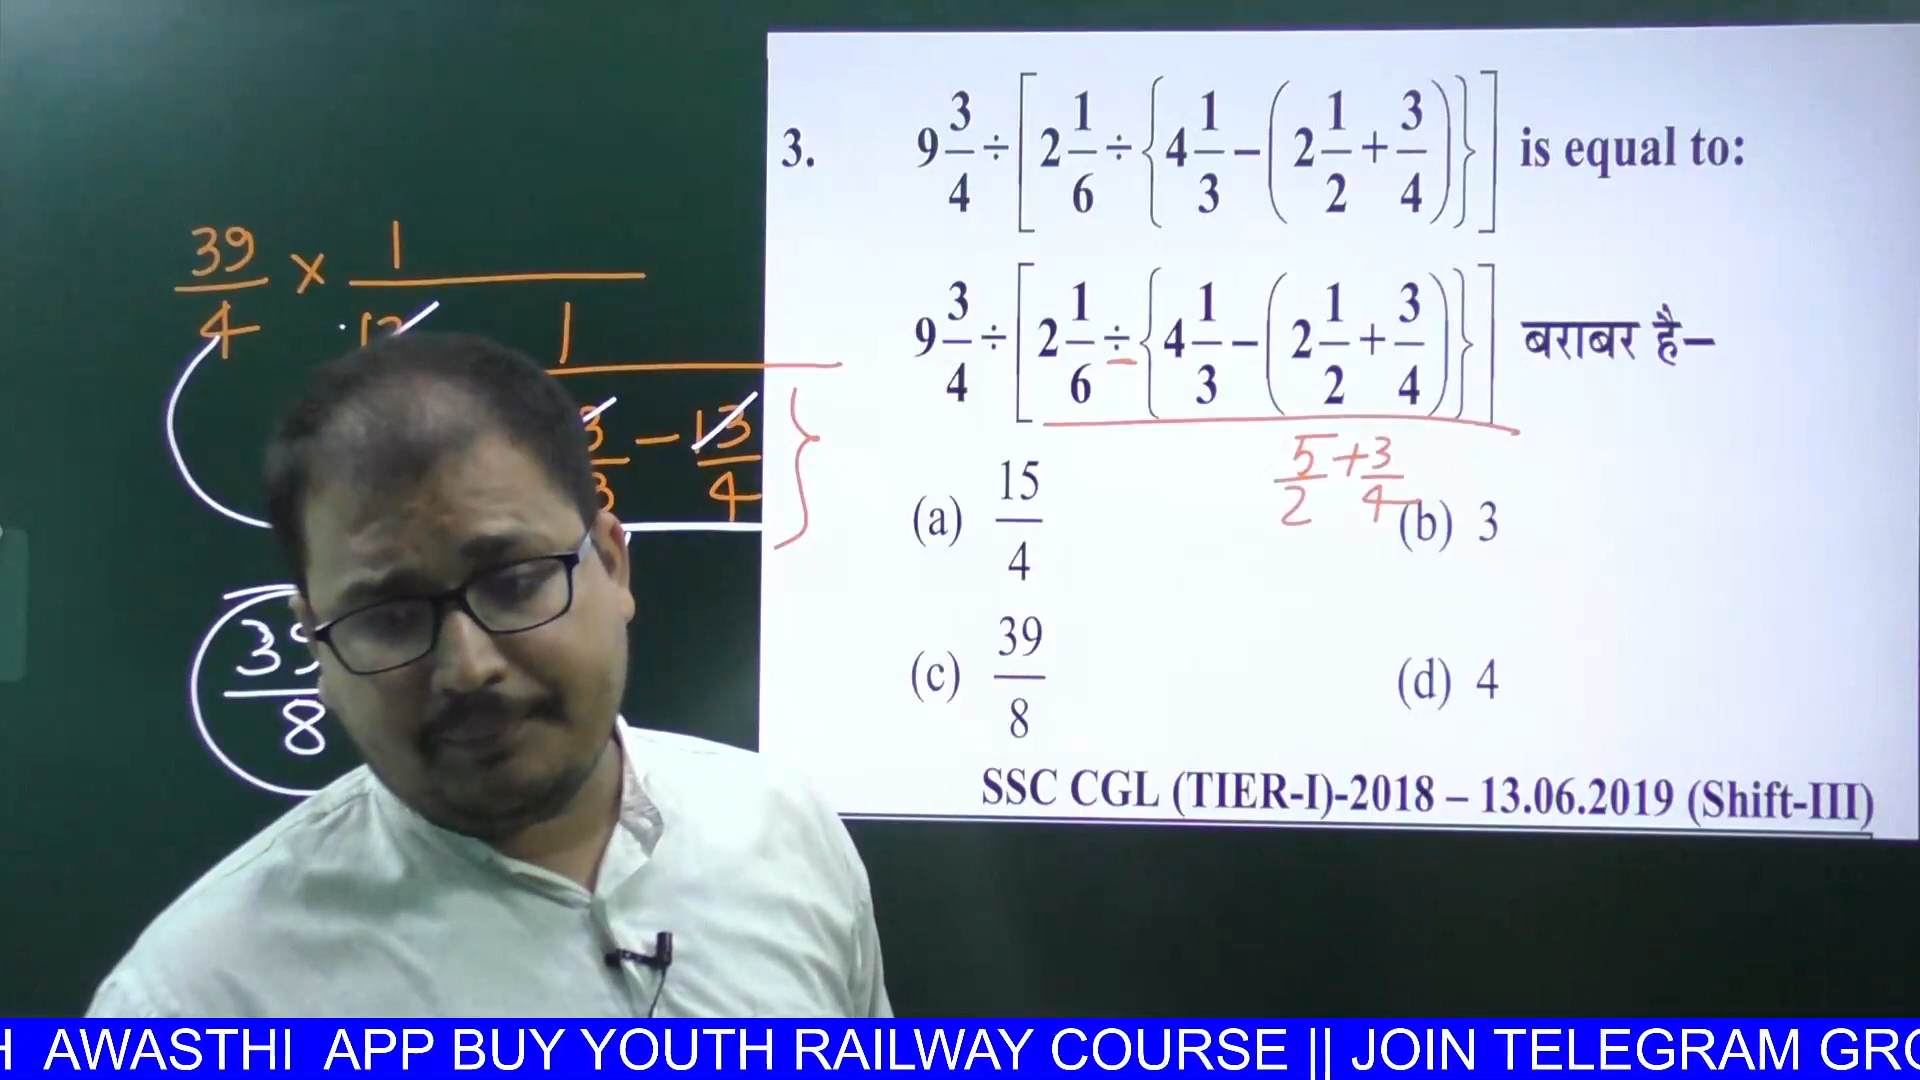 3. 9 3/4 ÷ [2 1/6 ÷ {4 1/3 − (2 1/2 + 3/4)}] is equal to:
9 3/4 ÷ [2 1/6 ÷ {4 1/3 − (2 1/2 + 3/4)}] बराबर है−
5/2 + 3/4
(a) 15/4 (b) 3
(c) 39/8 (d) 4
SSC CGL (TIER-I)-2018 – 13.06.2019 (Shift-III)
39/4 × 1
1
− 13/4 }
8
AWASTHI APP BUY YOUTH RAILWAY COURSE || JOIN TELEGRAM